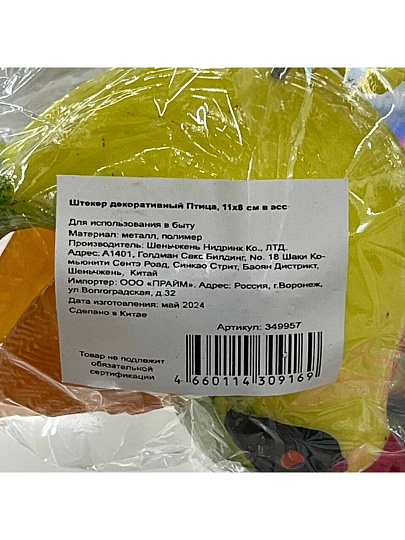 Штекер декоративный Птица, 11х8 см в асс
Для использования в быту
Материал: металл, полимер
Производитель: Шеньчжень Нидринк Ко., ЛТД.
Адрес: А1401, Голдман Сакс Билдинг, No. 18 Шаки Ко-
мьюнити Сентэ Роад, Синкао Стрит, Баоян Дистрикт,
Шеньчжень, Китай
Импортер: ООО «ПРАЙМ». Адрес: Россия, г.Воронеж,
ул.Волгоградская, д.32
Дата изготовления: май 2024
Сделано в Китае
Артикул: 349957
Товар не подлежит
обязательной
сертификации
4 660114 309169